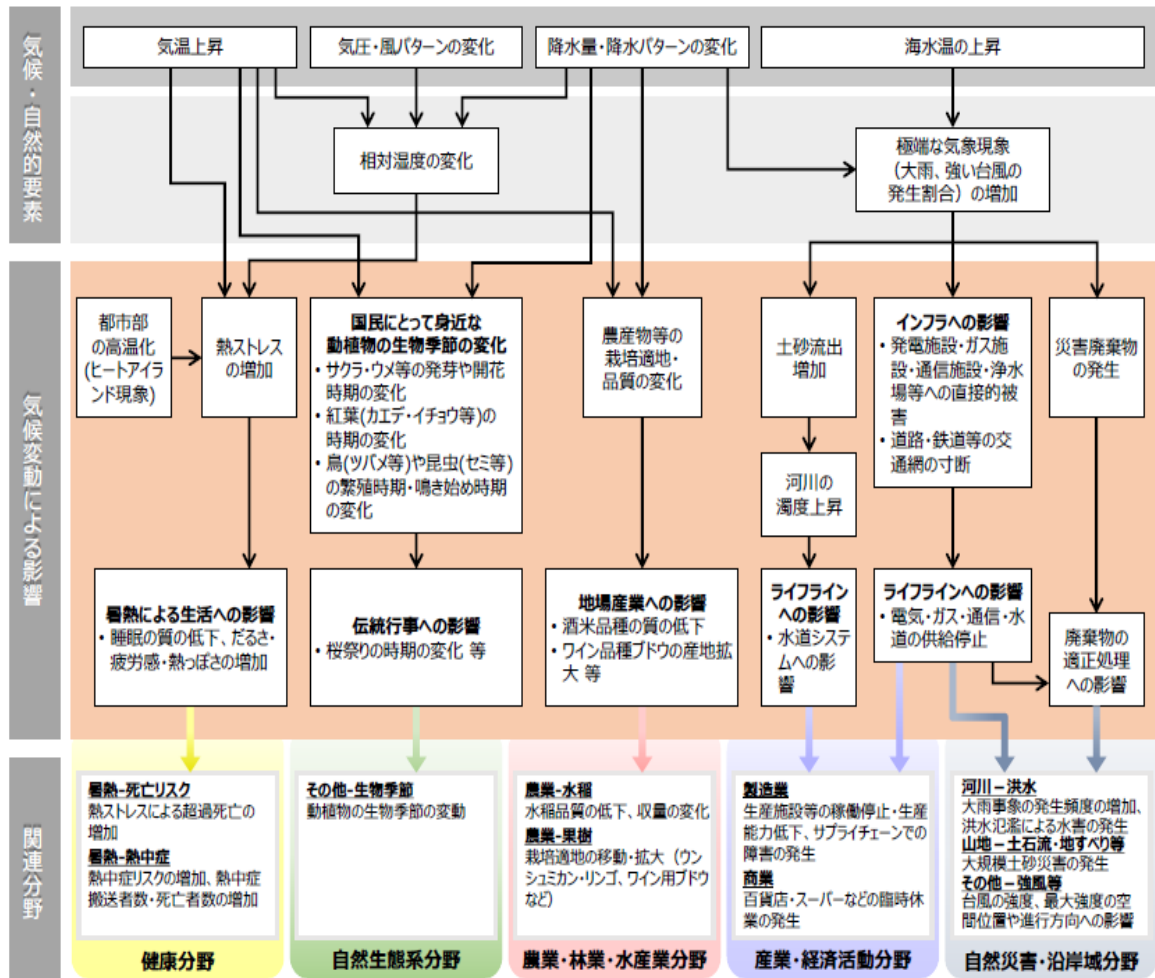 気候・自然的要素
気温上昇
気圧・風パターンの変化
降水量・降水パターンの変化
海水温の上昇
相対湿度の変化
極端な気象現象
（大雨、強い台風の
発生割合）の増加
気候変動による影響
都市部
の高温化
(ヒートアイラ
ンド現象)
熱ストレス
の増加
国民にとって身近な
動植物の生物季節の変化
• サクラ・ウメ等の発芽や開花
時期の変化
• 紅葉(カエデ・イチョウ等)の
時期の変化
• 鳥(ツバメ等)や昆虫(セミ等)
の繁殖時期・鳴き始め時期
の変化
農産物等の
栽培適地・
品質の変化
土砂流出
増加
河川の
濁度上昇
インフラへの影響
• 発電施設・ガス施
設・通信施設・浄水
場等への直接的被
害
• 道路・鉄道等の交
通網の寸断
災害廃棄物
の発生
暑熱による生活への影響
• 睡眠の質の低下、だるさ・
疲労感・熱っぽさの増加
伝統行事への影響
• 桜祭りの時期の変化 等
地場産業への影響
• 酒米品種の質の低下
• ワイン品種ブドウの産地拡
大 等
ライフライン
への影響
• 水道システ
ムへの影
響
ライフラインへの影響
• 電気・ガス・通信・水
道の供給停止
廃棄物の
適正処理
への影響
関連分野
暑熱-死亡リスク
熱ストレスによる超過死亡の
増加
暑熱-熱中症
熱中症リスクの増加、熱中症
搬送者数・死亡者数の増加
健康分野
その他-生物季節
動植物の生物季節の変動
自然生態系分野
農業-水稲
水稲品質の低下、収量の変化
農業-果樹
栽培適地の移動・拡大（ウン
シュミカン・リンゴ、ワイン用ブドウ
など）
農業・林業・水産業分野
製造業
生産施設等の稼働停止・生産
能力低下、サプライチェーンでの
障害の発生
商業
百貨店・スーパーなどの臨時休
業の発生
産業・経済活動分野
河川－洪水
大雨事象の発生頻度の増加、
洪水氾濫による水害の発生
山地－土石流・地すべり等
大規模土砂災害の発生
その他－強風等
台風の強度、最大強度の空
間位置や進行方向への影響
自然災害・沿岸域分野